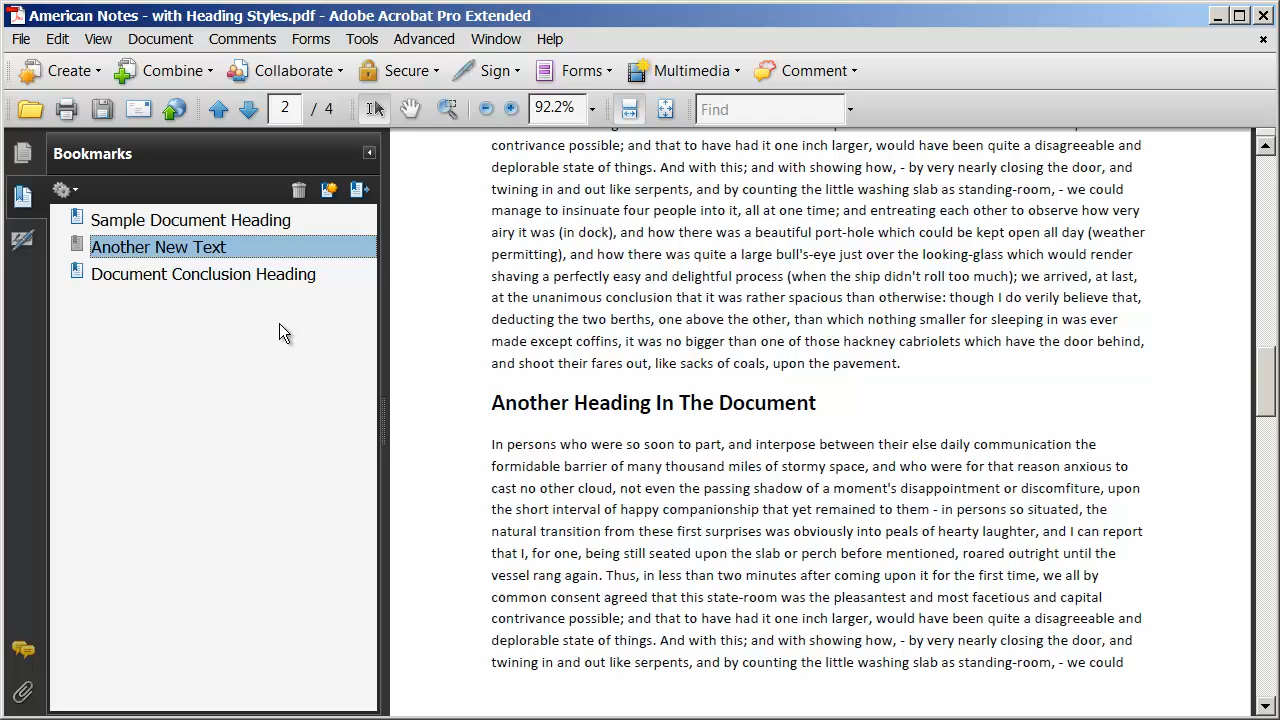 American Notes - with Heading Styles.pdf - Adobe Acrobat Pro Extended
File Edit View Document Comments Forms Tools Advanced Window Help
Create Combine Collaborate Secure Sign Forms Multimedia Comment
2 / 4 92.2% Find
Bookmarks
Sample Document Heading
Another New Text
Document Conclusion Heading
contrivance possible; and that to have had it one inch larger, would have been quite a disagreeable and
deplorable state of things. And with this; and with showing how, - by very nearly closing the door, and
twining in and out like serpents, and by counting the little washing slab as standing-room, - we could
manage to insinuate four people into it, all at one time; and entreating each other to observe how very
airy it was (in dock), and how there was a beautiful port-hole which could be kept open all day (weather
permitting), and how there was quite a large bull's-eye just over the looking-glass which would render
shaving a perfectly easy and delightful process (when the ship didn't roll too much); we arrived, at last,
at the unanimous conclusion that it was rather spacious than otherwise: though I do verily believe that,
deducting the two berths, one above the other, than which nothing smaller for sleeping in was ever
made except coffins, it was no bigger than one of those hackney cabriolets which have the door behind,
and shoot their fares out, like sacks of coals, upon the pavement.
Another Heading In The Document
In persons who were so soon to part, and interpose between their else daily communication the
formidable barrier of many thousand miles of stormy space, and who were for that reason anxious to
cast no other cloud, not even the passing shadow of a moment's disappointment or discomfiture, upon
the short interval of happy companionship that yet remained to them - in persons so situated, the
natural transition from these first surprises was obviously into peals of hearty laughter, and I can report
that I, for one, being still seated upon the slab or perch before mentioned, roared outright until the
vessel rang again. Thus, in less than two minutes after coming upon it for the first time, we all by
common consent agreed that this state-room was the pleasantest and most facetious and capital
contrivance possible; and that to have had it one inch larger, would have been quite a disagreeable and
deplorable state of things. And with this; and with showing how, - by very nearly closing the door, and
twining in and out like serpents, and by counting the little washing slab as standing-room, - we could